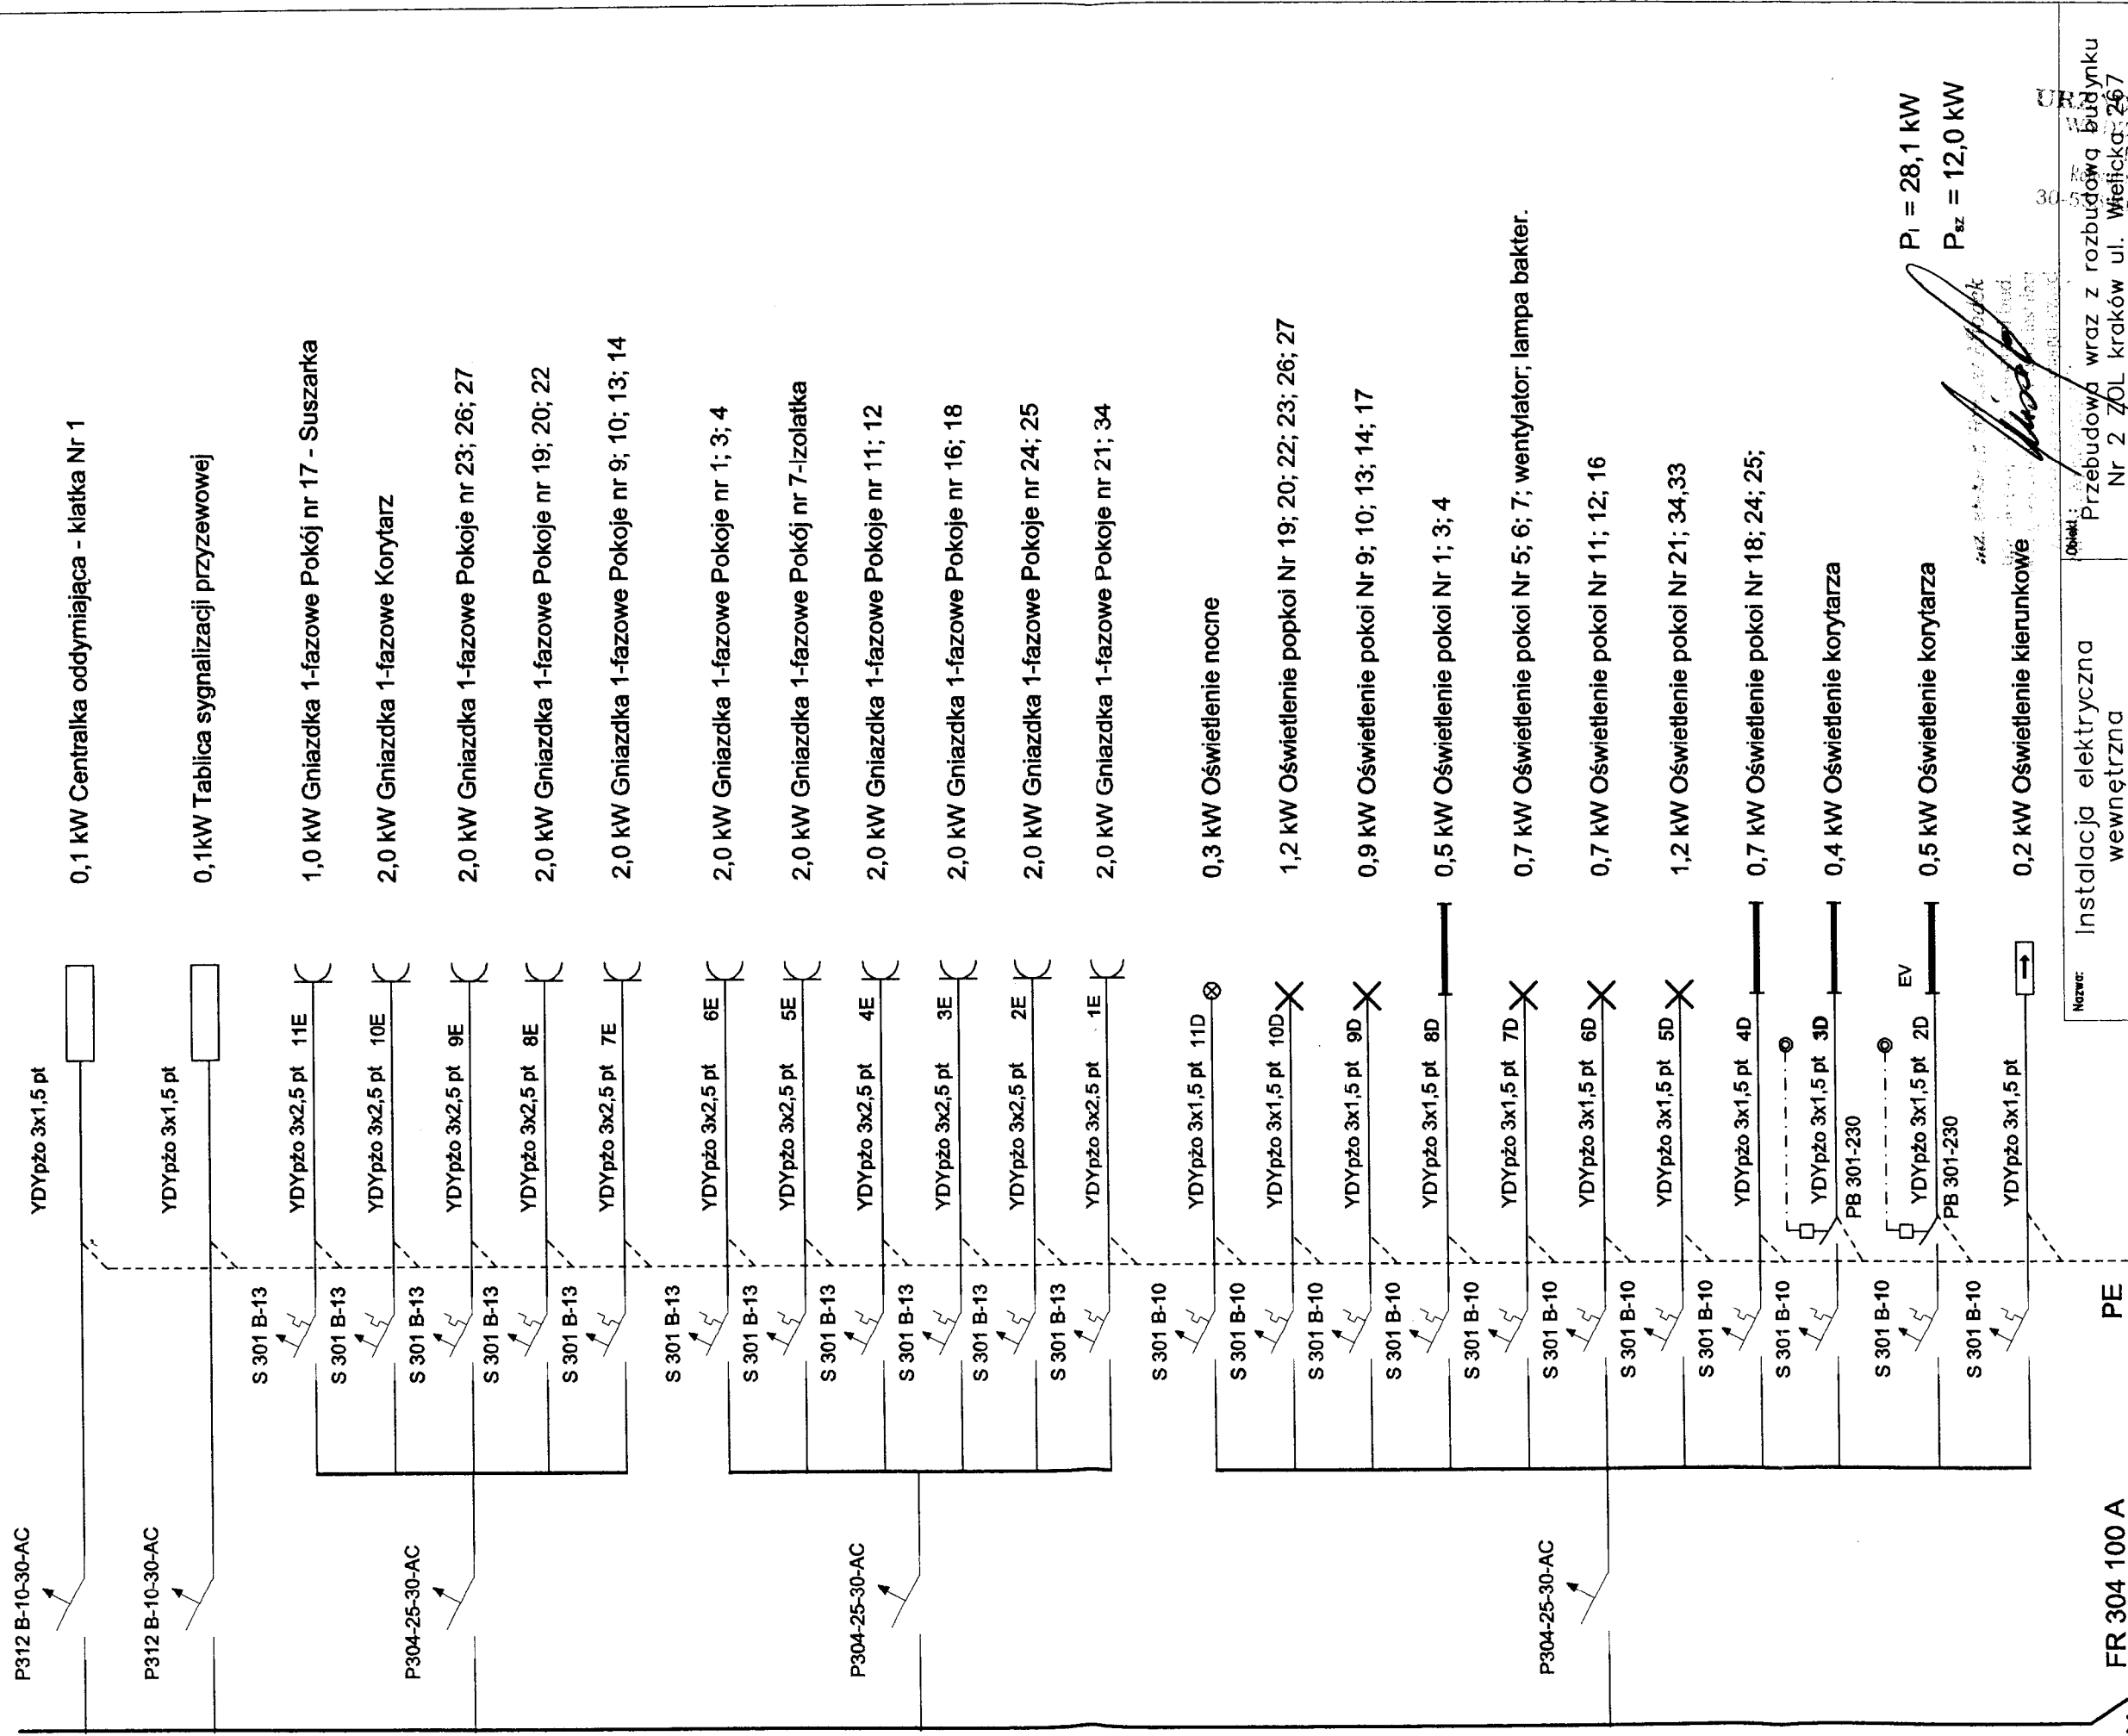 P312 B-10-30-AC
YDYpżo 3x1,5 pt
0,1 kW Centralka oddymiająca - klatka Nr 1
P312 B-10-30-AC
YDYpżo 3x1,5 pt
0,1kW Tablica sygnalizacji przyzewowej
P304-25-30-AC
S 301 B-13
YDYpżo 3x2,5 pt 11E
1,0 kW Gniazdka 1-fazowe Pokój nr 17 - Suszarka
S 301 B-13
YDYpżo 3x2,5 pt 10E
2,0 kW Gniazdka 1-fazowe Korytarz
S 301 B-13
YDYpżo 3x2,5 pt 9E
2,0 kW Gniazdka 1-fazowe Pokoje nr 23; 26; 27
S 301 B-13
YDYpżo 3x2,5 pt 8E
2,0 kW Gniazdka 1-fazowe Pokoje nr 19; 20; 22
S 301 B-13
YDYpżo 3x2,5 pt 7E
2,0 kW Gniazdka 1-fazowe Pokoje nr 9; 10; 13; 14
P304-25-30-AC
S 301 B-13
YDYpżo 3x2,5 pt 6E
2,0 kW Gniazdka 1-fazowe Pokoje nr 1; 3; 4
S 301 B-13
YDYpżo 3x2,5 pt 5E
2,0 kW Gniazdka 1-fazowe Pokój nr 7-Izolatka
S 301 B-13
YDYpżo 3x2,5 pt 4E
2,0 kW Gniazdka 1-fazowe Pokoje nr 11; 12
S 301 B-13
YDYpżo 3x2,5 pt 3E
2,0 kW Gniazdka 1-fazowe Pokoje nr 16; 18
S 301 B-13
YDYpżo 3x2,5 pt 2E
2,0 kW Gniazdka 1-fazowe Pokoje nr 24; 25
S 301 B-13
YDYpżo 3x2,5 pt 1E
2,0 kW Gniazdka 1-fazowe Pokoje nr 21; 34
P304-25-30-AC
S 301 B-10
YDYpżo 3x1,5 pt 11D
0,3 kW Oświetlenie nocne
S 301 B-10
YDYpżo 3x1,5 pt 10D
1,2 kW Oświetlenie popkoi Nr 19; 20; 22; 23; 26; 27
S 301 B-10
YDYpżo 3x1,5 pt 9D
0,9 kW Oświetlenie pokoi Nr 9; 10; 13; 14; 17
S 301 B-10
YDYpżo 3x1,5 pt 8D
0,5 kW Oświetlenie pokoi Nr 1; 3; 4
S 301 B-10
YDYpżo 3x1,5 pt 7D
0,7 kW Oświetlenie pokoi Nr 5; 6; 7; wentylator; lampa bakter.
S 301 B-10
YDYpżo 3x1,5 pt 6D
0,7 kW Oświetlenie pokoi Nr 11; 12; 16
S 301 B-10
YDYpżo 3x1,5 pt 5D
1,2 kW Oświetlenie pokoi Nr 21; 34,33
S 301 B-10
YDYpżo 3x1,5 pt 4D
0,7 kW Oświetlenie pokoi Nr 18; 24; 25;
S 301 B-10
YDYpżo 3x1,5 pt 3D
PB 301-230
0,4 kW Oświetlenie korytarza
S 301 B-10
EV
YDYpżo 3x1,5 pt 2D
PB 301-230
0,5 kW Oświetlenie korytarza
S 301 B-10
YDYpżo 3x1,5 pt
0,2 kW Oświetlenie kierunkowe
Pi = 28,1 kW
Psz = 12,0 kW
FR 304 100 A
PE
Nazwa:
Instalacja elektryczna
wewnętrzna
Obiekt :
Przebudowa wraz z rozbudową budynku
Nr 2 ZOL kraków ul. Wielicka 267